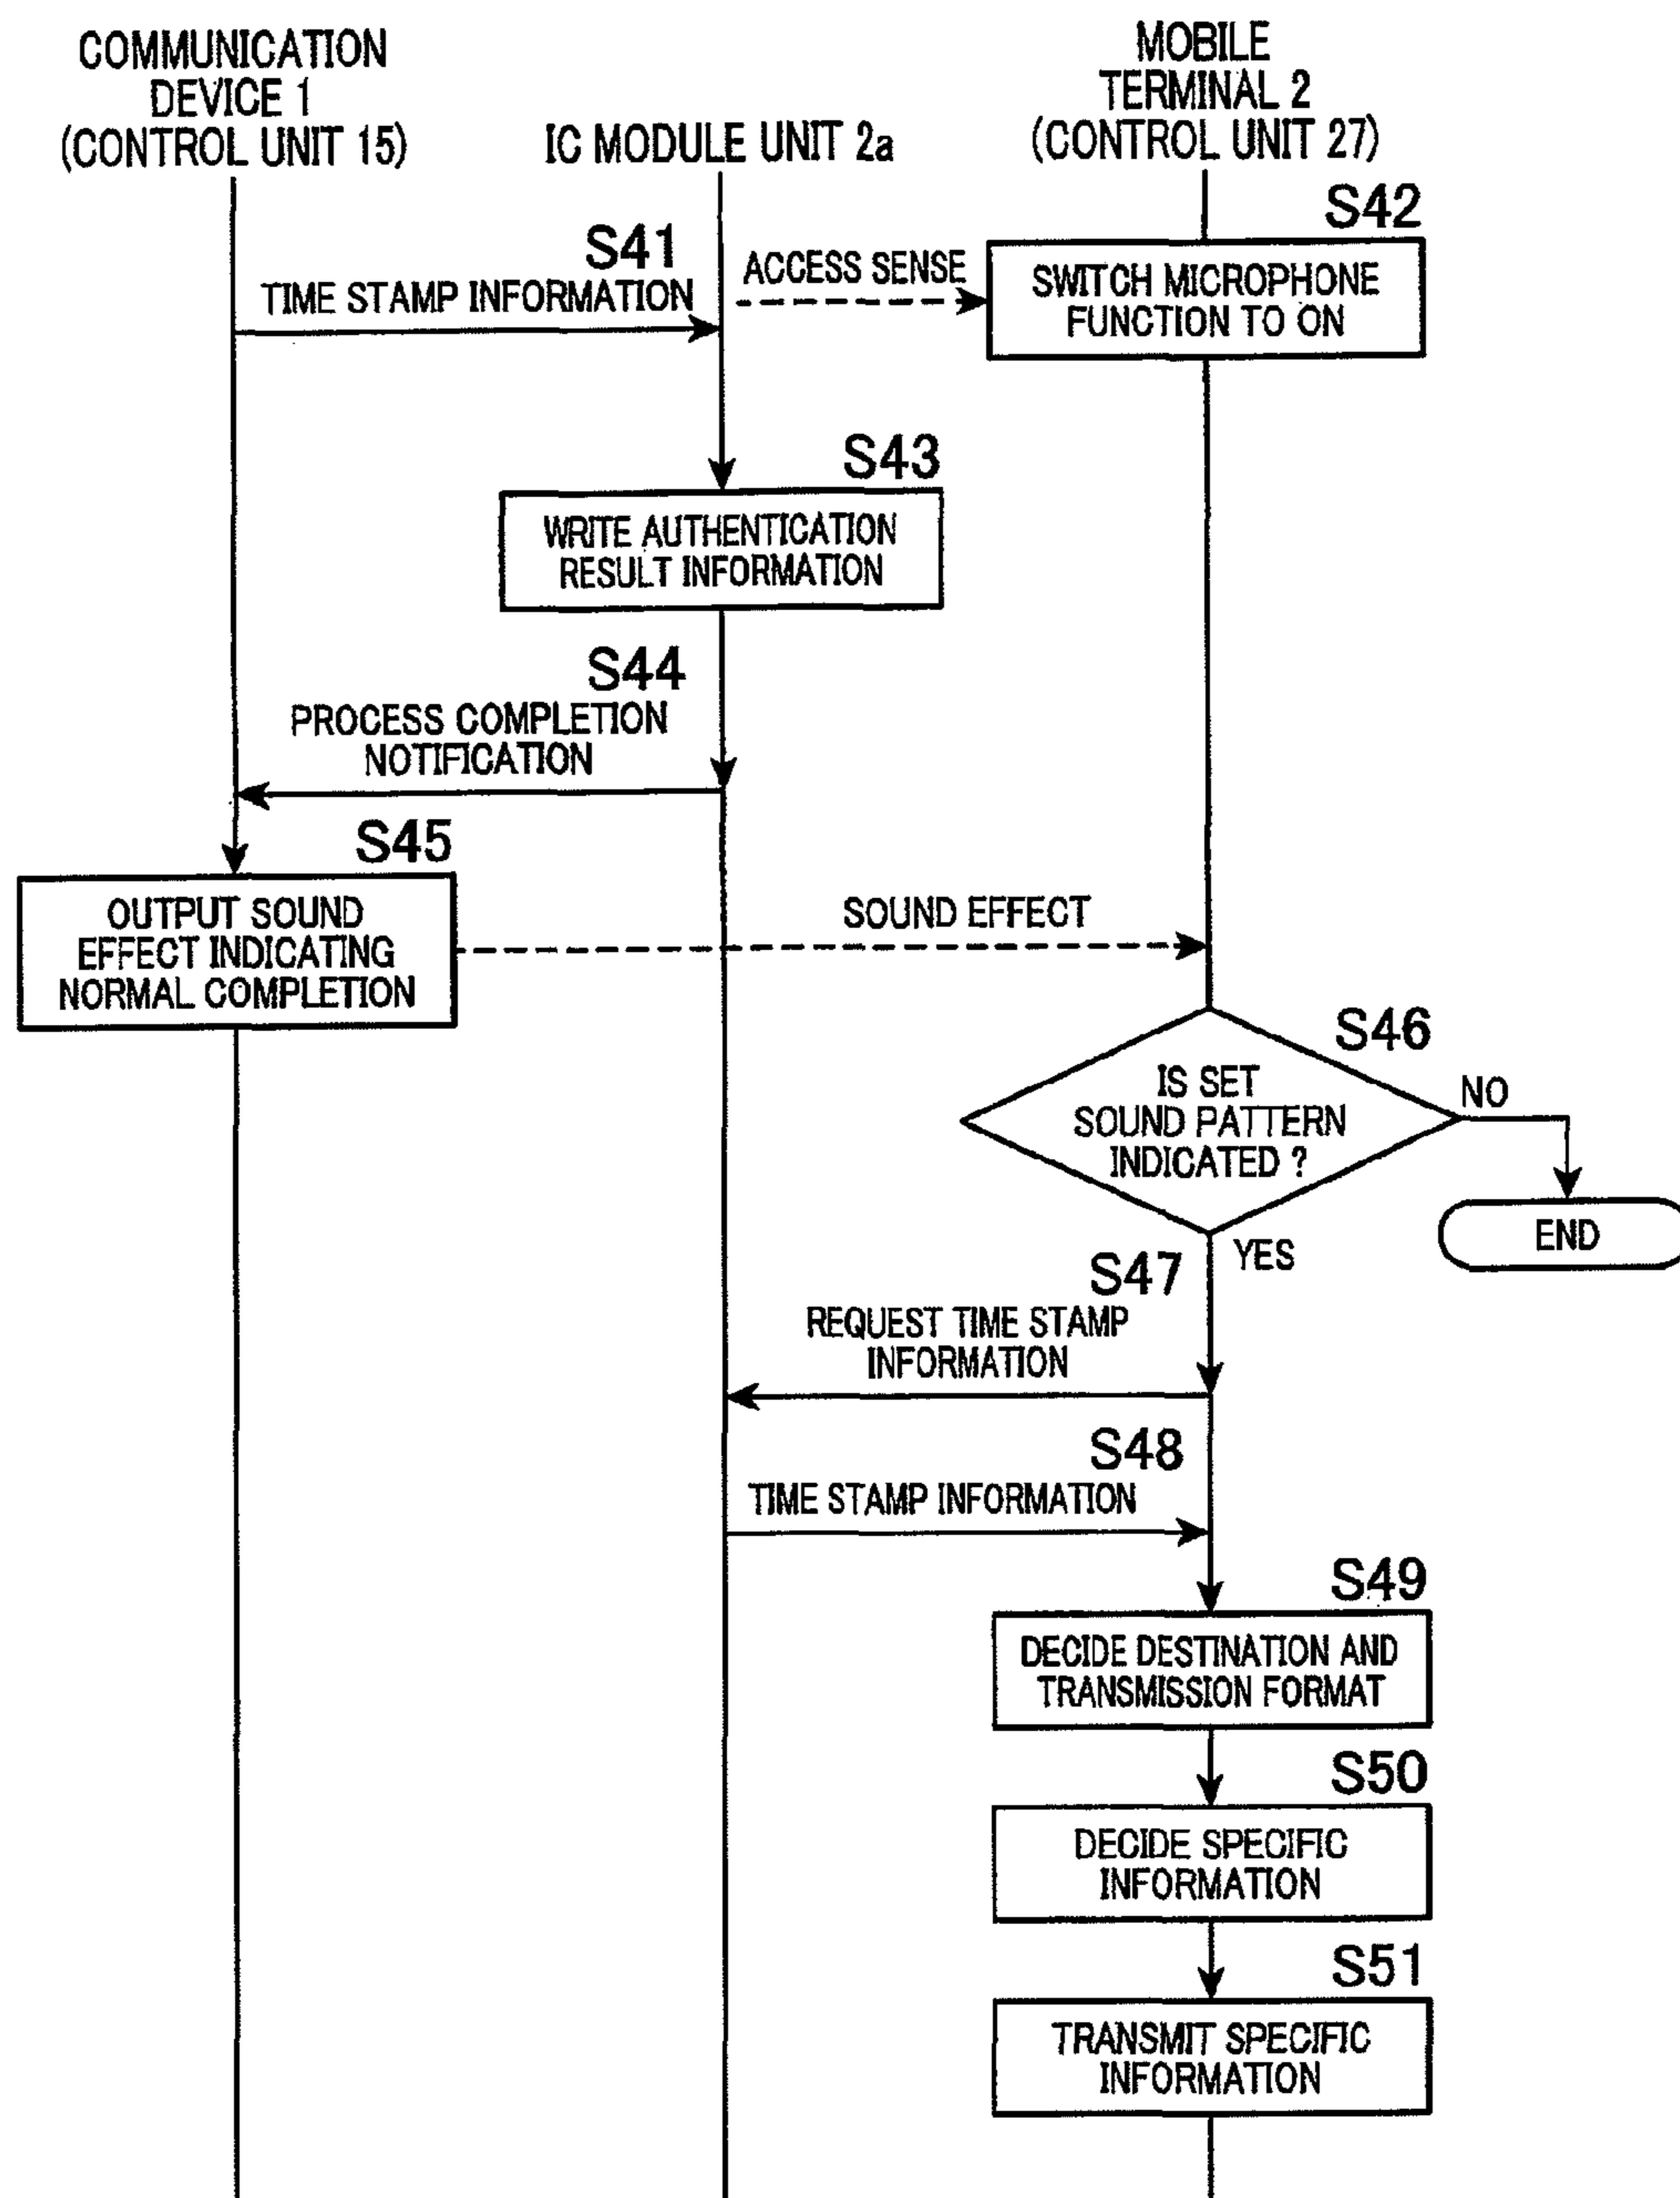 COMMUNICATION
DEVICE 1
(CONTROL UNIT 15)
IC MODULE UNIT 2a
MOBILE
TERMINAL 2
(CONTROL UNIT 27)
S41
TIME STAMP INFORMATION
ACCESS SENSE
S42
SWITCH MICROPHONE
FUNCTION TO ON
S43
WRITE AUTHENTICATION
RESULT INFORMATION
S44
PROCESS COMPLETION
NOTIFICATION
S45
OUTPUT SOUND
EFFECT INDICATING
NORMAL COMPLETION
SOUND EFFECT
S46
IS SET
SOUND PATTERN
INDICATED ?
NO
END
YES
S47
REQUEST TIME STAMP
INFORMATION
S48
TIME STAMP INFORMATION
S49
DECIDE DESTINATION AND
TRANSMISSION FORMAT
S50
DECIDE SPECIFIC
INFORMATION
S51
TRANSMIT SPECIFIC
INFORMATION